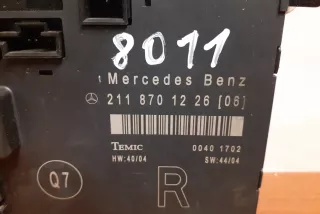 8011
Mercedes Benz
211 870 12 26 [06]
TEMIC 0040 1702
HW:40/04 SW:44/04
Q7 R